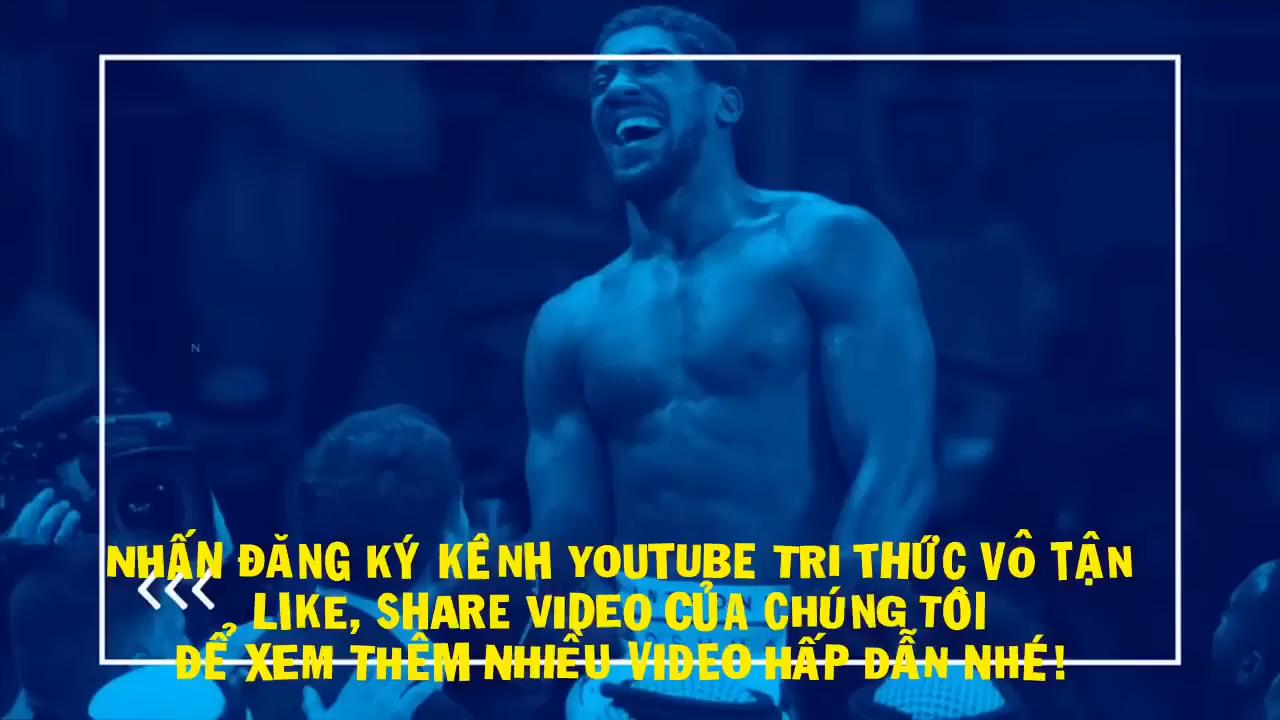 N
NHẤN ĐĂNG KÝ KÊNH YOUTUBE TRI THỨC VÔ TẬN
LIKE, SHARE VIDEO CỦA CHÚNG TÔI
ĐỂ XEM THÊM NHIỀU VIDEO HẤP DẪN NHÉ!